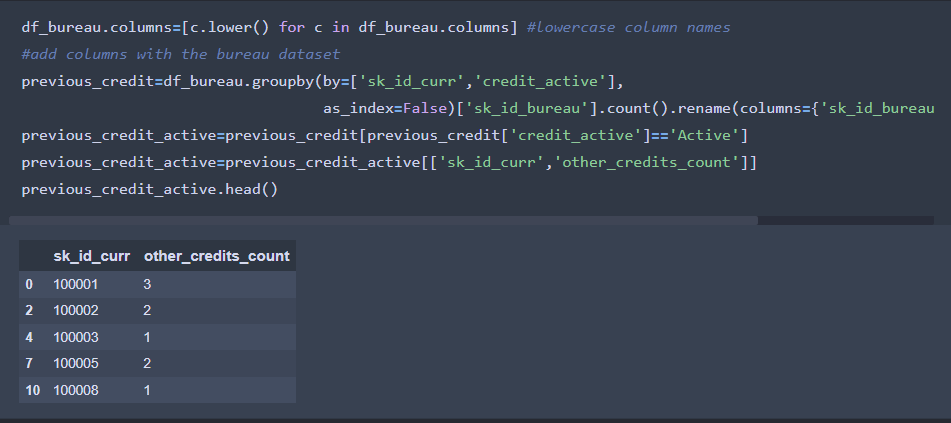 df_bureau.columns=[c.lower() for c in df_bureau.columns] #lowercase column names
#add columns with the bureau dataset
previous_credit=df_bureau.groupby(by=['sk_id_curr','credit_active'],
as_index=False)['sk_id_bureau'].count().rename(columns={'sk_id_bureau
previous_credit_active=previous_credit[previous_credit['credit_active']=='Active']
previous_credit_active=previous_credit_active[['sk_id_curr','other_credits_count']]
previous_credit_active.head()
sk_id_curr other_credits_count
0 100001 3
2 100002 2
4 100003 1
7 100005 2
10 100008 1